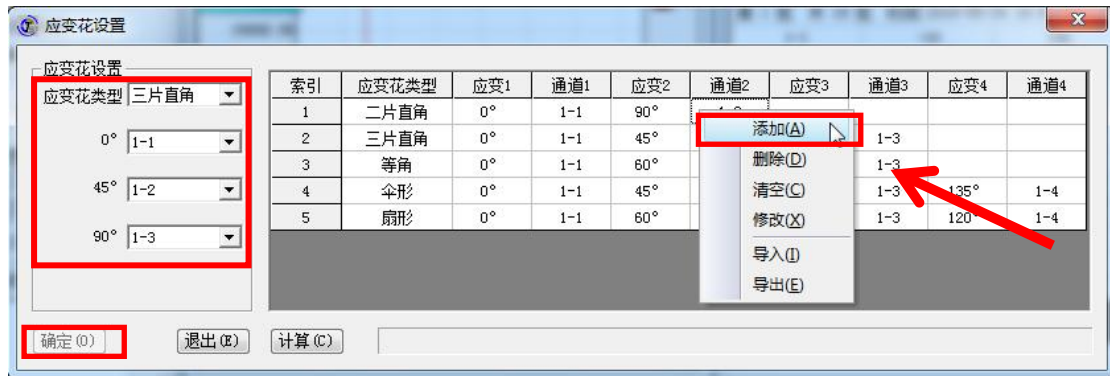 应变花设置
应变花设置
应变花类型 三片直角
0° 1-1
45° 1-2
90° 1-3
索引 应变花类型 应变1 通道1 应变2 通道2 应变3 通道3 应变4 通道4
1 二片直角 0° 1-1 90°
2 三片直角 0° 1-1 45° 1-3
3 等角 0° 1-1 60° 1-3
4 伞形 0° 1-1 45° 1-3 135° 1-4
5 扇形 0° 1-1 60° 1-3 120° 1-4
添加(A)
删除(D)
清空(C)
修改(X)
导入(I)
导出(E)
确定(O) 退出(E) 计算(C)